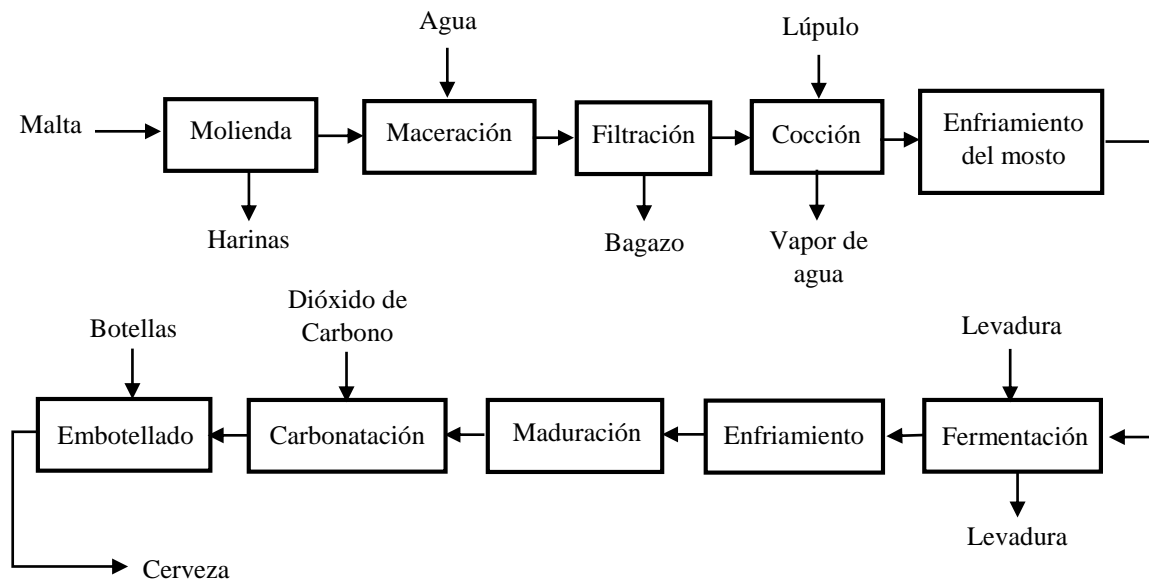 Agua
Lúpulo
Malta
Molienda
Maceración
Filtración
Cocción
Enfriamiento
del mosto
Harinas
Bagazo
Vapor de
agua
Botellas
Dióxido de
Carbono
Levadura
Embotellado
Carbonatación
Maduración
Enfriamiento
Fermentación
Levadura
Cerveza